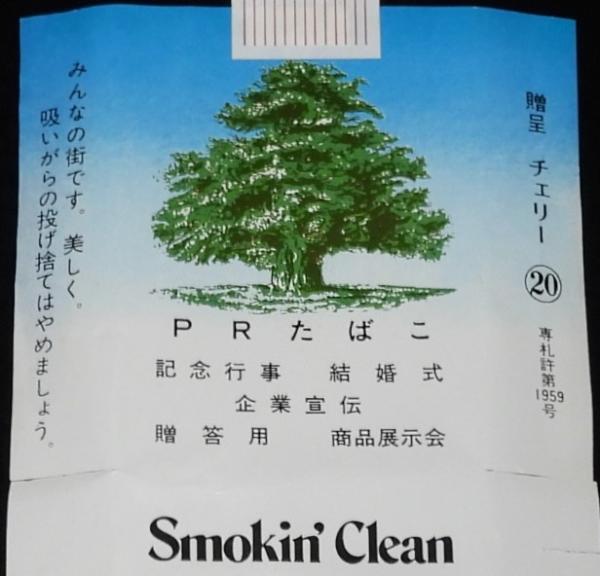 みんなの街です。美しく。
吸いがらの投げ捨てはやめましょう。
贈呈 チェリー ⑳
専札許第1959号
PRたばこ
記念行事 結婚式
企業宣伝
贈答用 商品展示会
Smokin' Clean